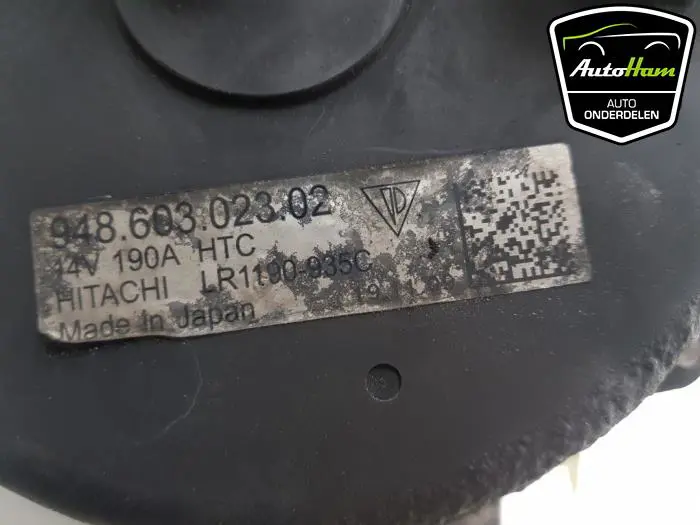 AutoHam
AUTO
ONDERDELEN
948.603.023.02
14V 190A HTC
HITACHI LR1190-935C
Made In Japan